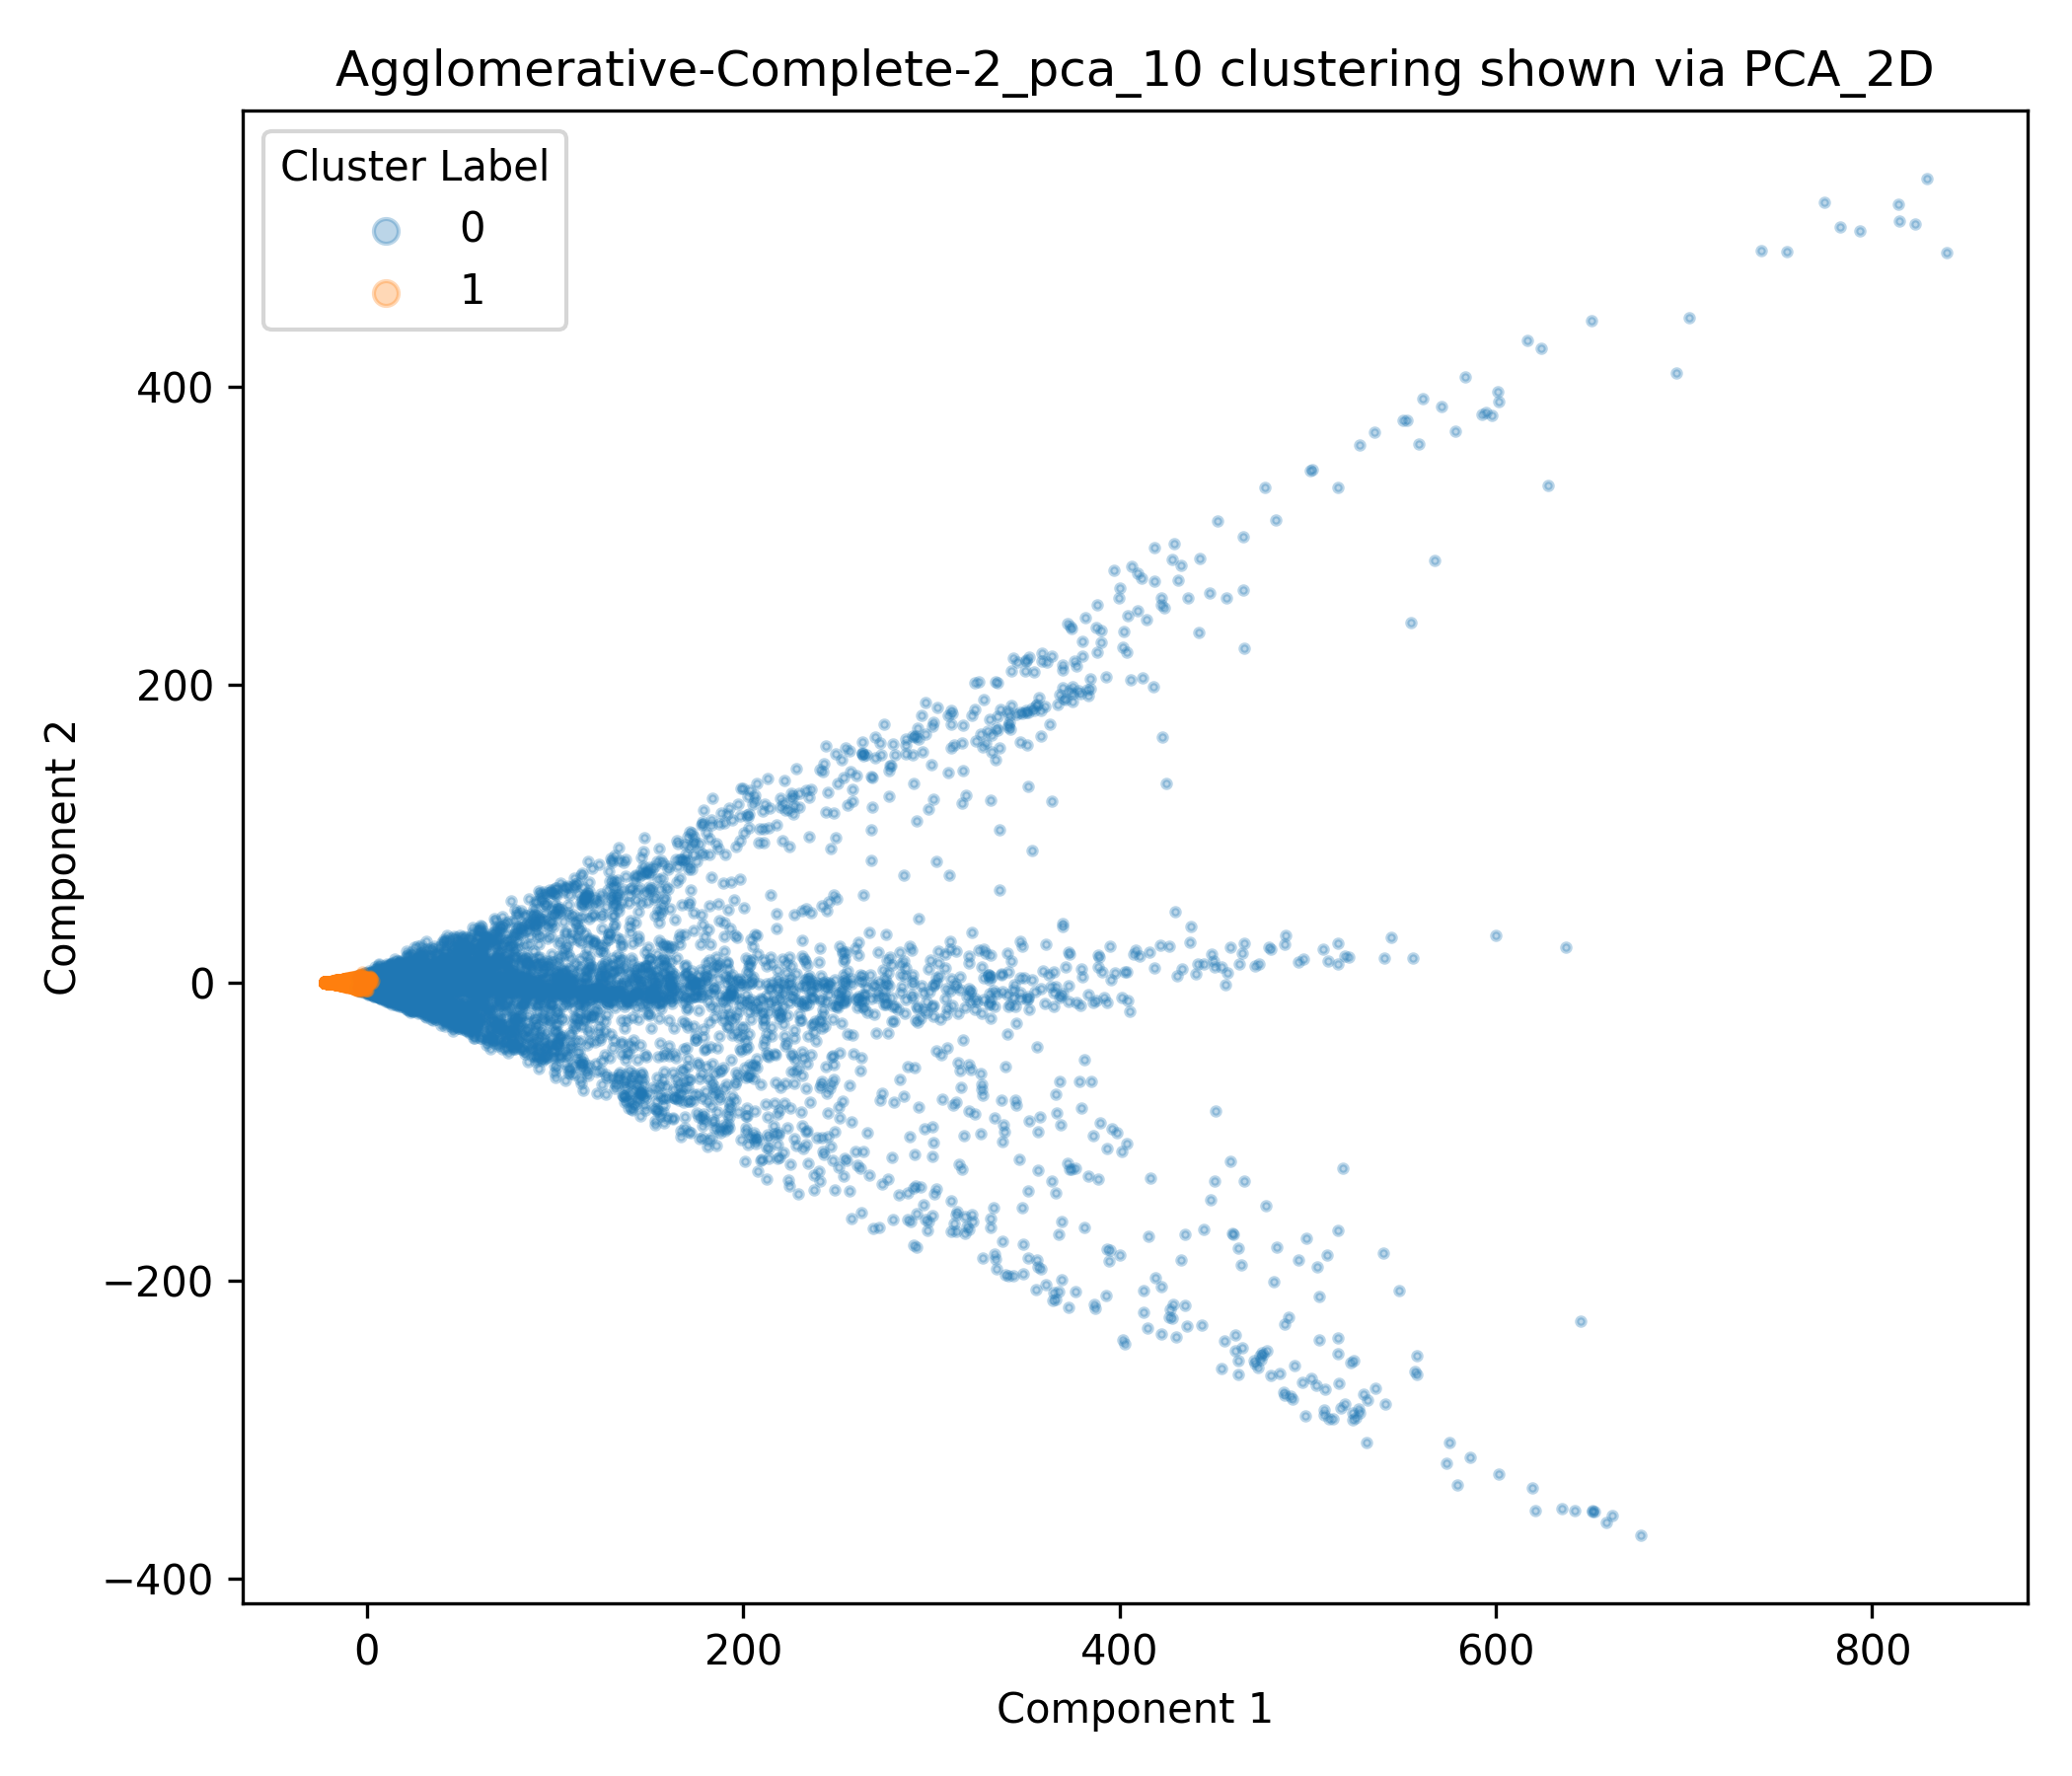 Agglomerative-Complete-2_pca_10 clustering shown via PCA_2D
Cluster Label
0
1
400
200
0
−200
−400
Component 2
0 200 400 600 800
Component 1